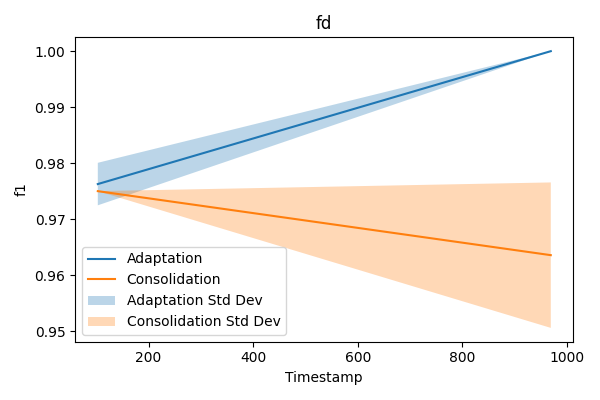 fd
1.00
0.99
0.98
0.97
0.96
0.95
f1
Adaptation
Consolidation
Adaptation Std Dev
Consolidation Std Dev
200
400
600
800
1000
Timestamp